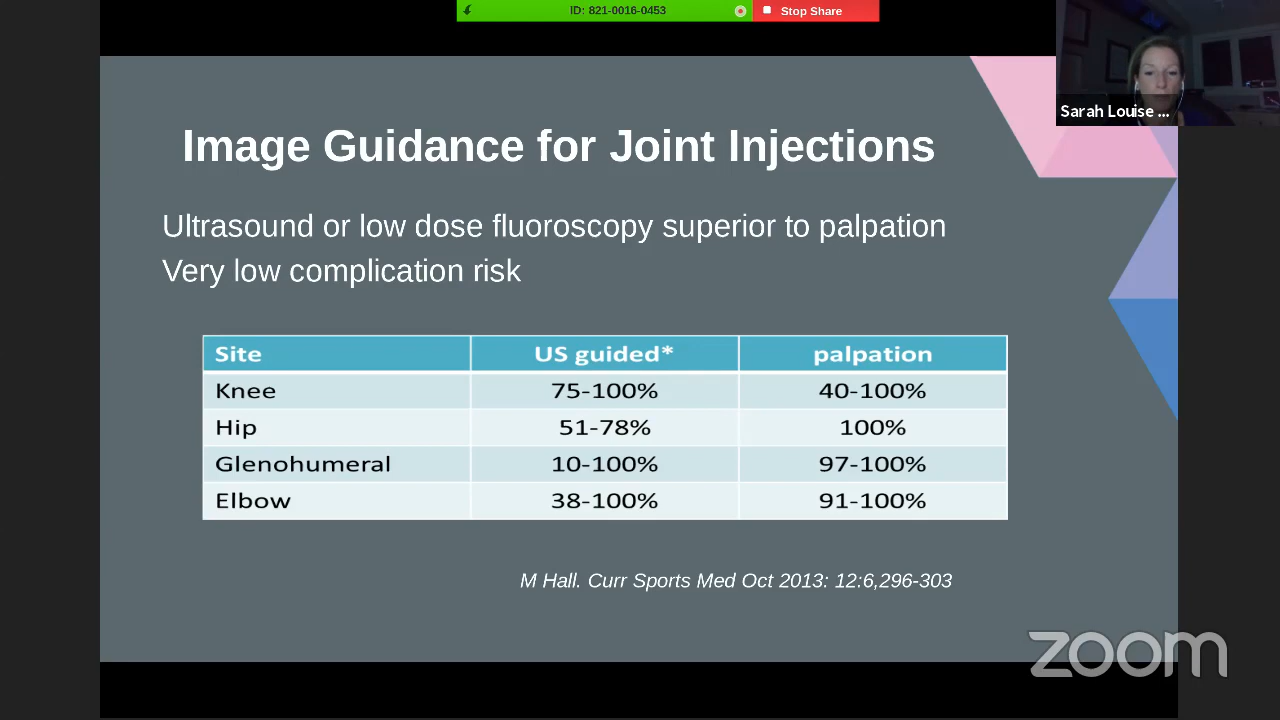 ID: 821-0016-0453
Stop Share
Sarah Louise ...
Image Guidance for Joint Injections
Ultrasound or low dose fluoroscopy superior to palpation
Very low complication risk
Site US guided* palpation
Knee 75-100% 40-100%
Hip 51-78% 100%
Glenohumeral 10-100% 97-100%
Elbow 38-100% 91-100%
M Hall. Curr Sports Med Oct 2013: 12:6,296-303
zoom